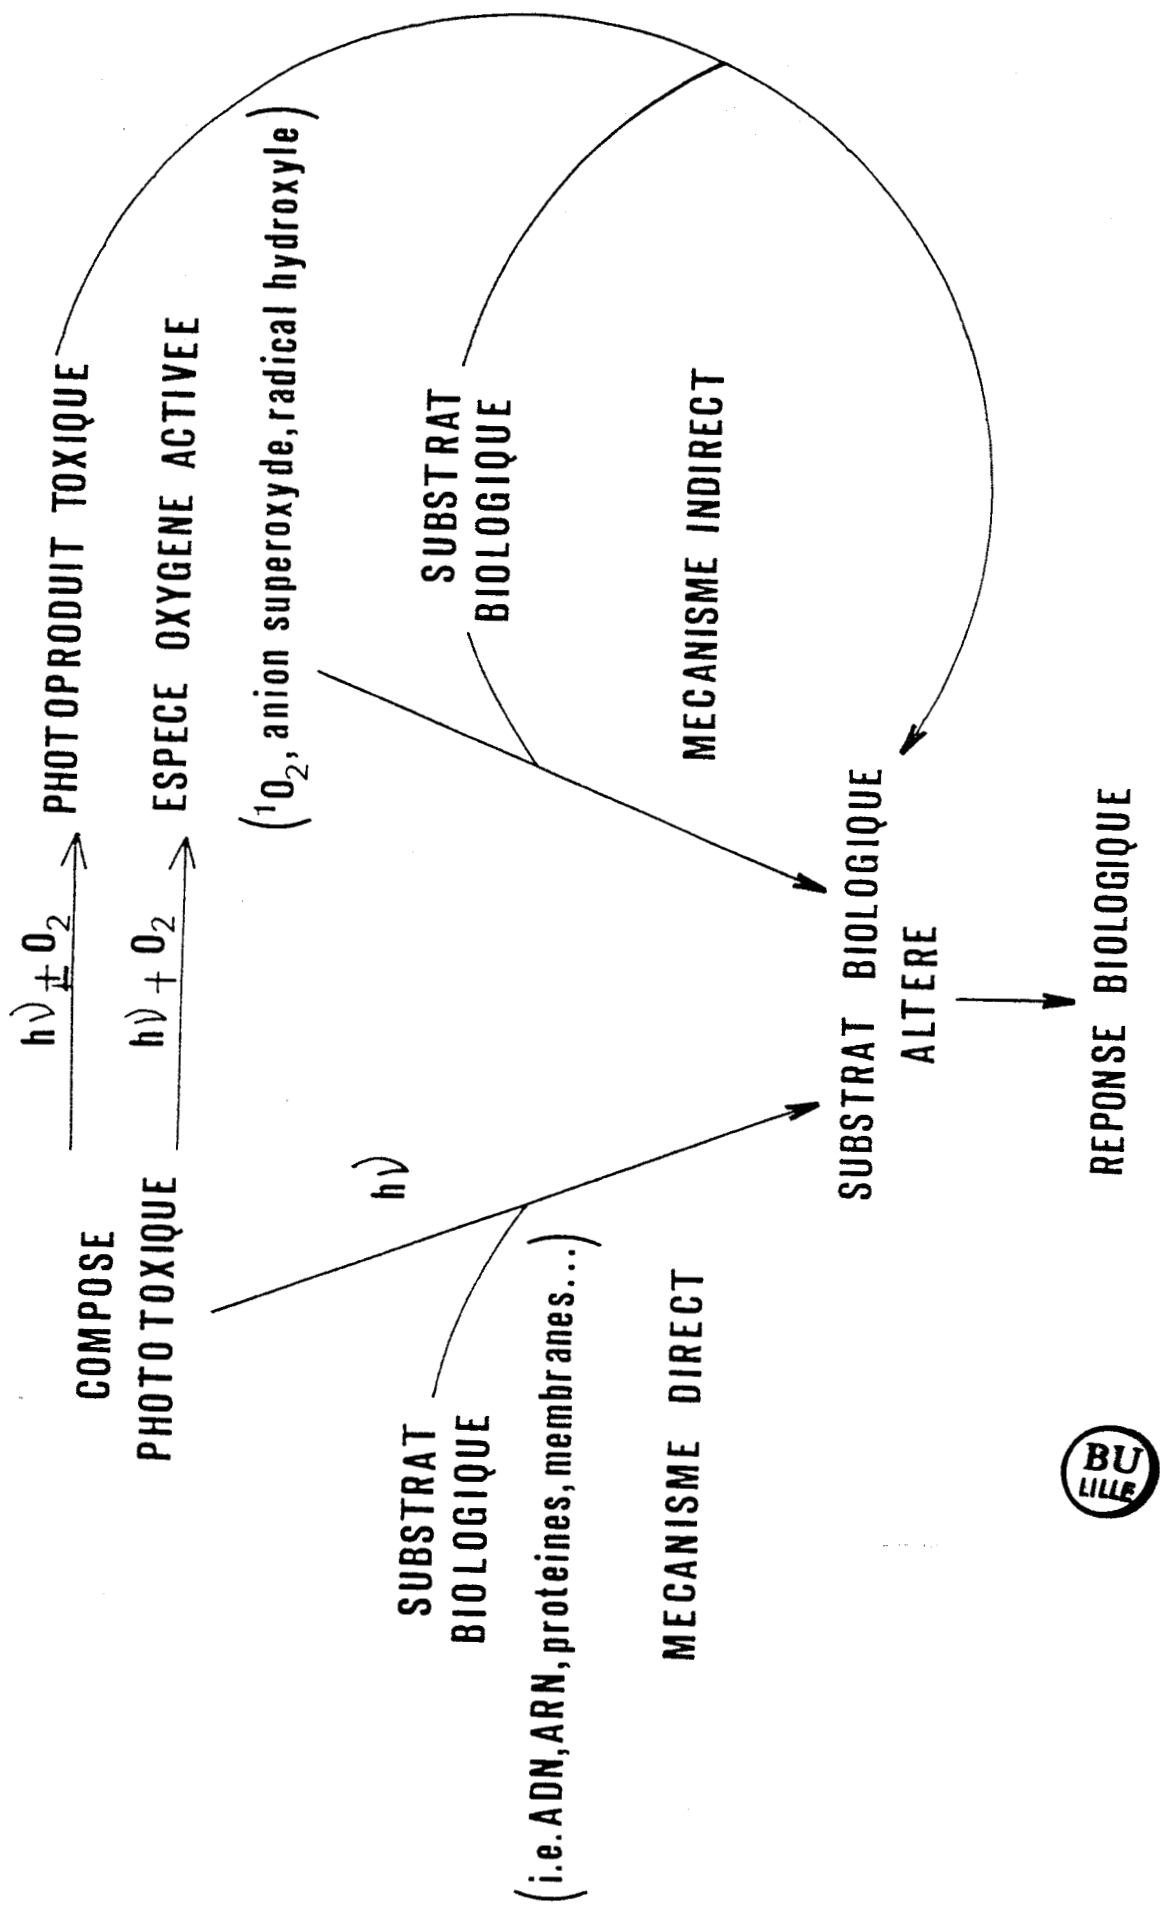 COMPOSE
PHOTOTOXIQUE
hν ± O2
PHOTOPRODUIT TOXIQUE
hν + O2
ESPECE OXYGENE ACTIVEE
(¹O2, anion superoxyde, radical hydroxyle)
hν
SUBSTRAT
BIOLOGIQUE
(i.e. ADN, ARN, proteines, membranes...)
SUBSTRAT
BIOLOGIQUE
MECANISME DIRECT
MECANISME INDIRECT
SUBSTRAT BIOLOGIQUE
ALTERE
REPONSE BIOLOGIQUE
BU
LILLE